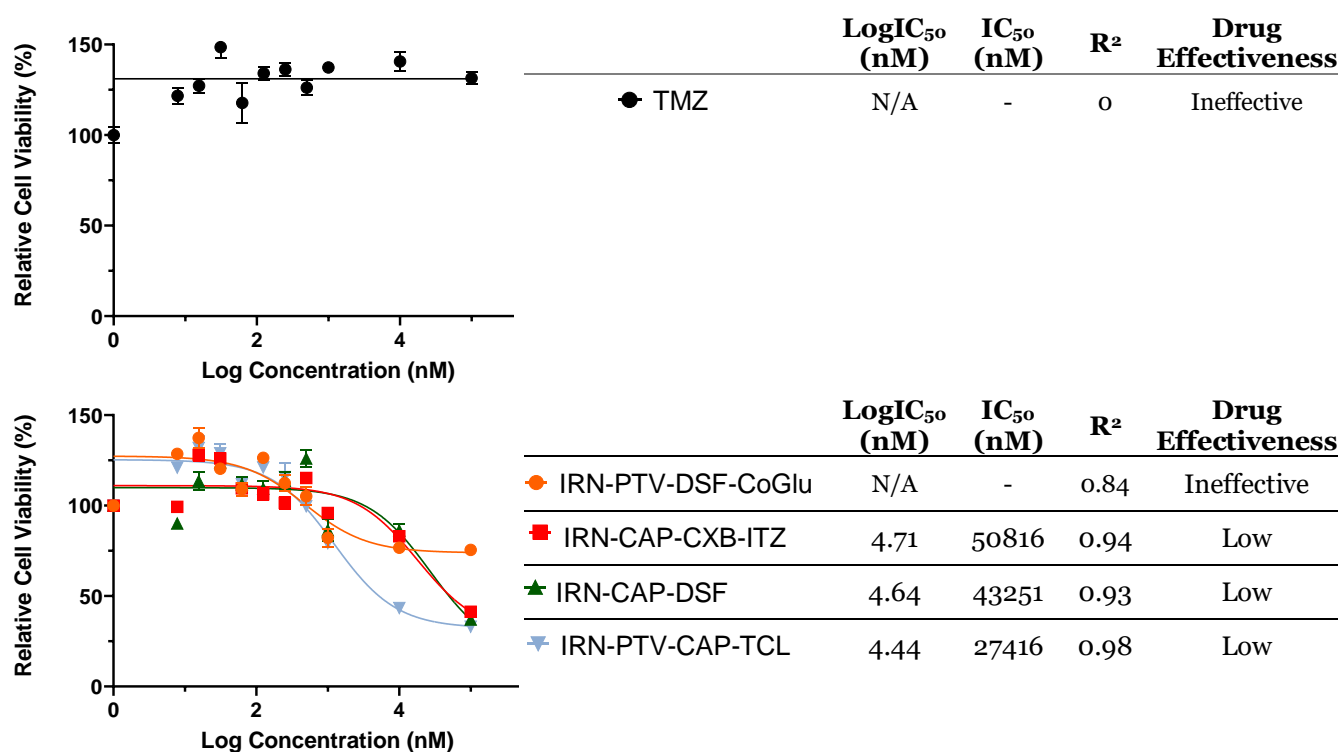 Relative Cell Viability (%)
150
100
50
0
0
2
4
Log Concentration (nM)
LogIC₅₀ (nM)
IC₅₀ (nM)
R²
Drug Effectiveness
TMZ N/A - 0 Ineffective
Relative Cell Viability (%)
150
100
50
0
0
2
4
Log Concentration (nM)
LogIC₅₀ (nM)
IC₅₀ (nM)
R²
Drug Effectiveness
IRN-PTV-DSF-CoGlu N/A - 0.84 Ineffective
IRN-CAP-CXB-ITZ 4.71 50816 0.94 Low
IRN-CAP-DSF 4.64 43251 0.93 Low
IRN-PTV-CAP-TCL 4.44 27416 0.98 Low